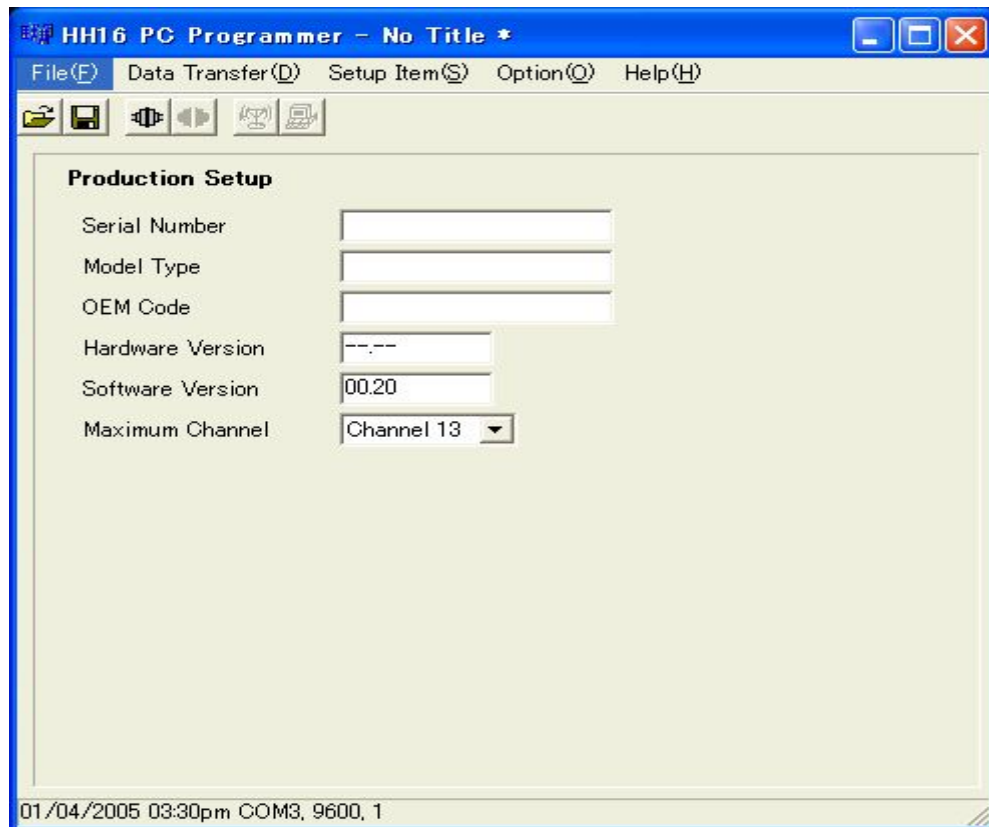 HH16 PC Programmer - No Title *
File(F) Data Transfer(D) Setup Item(S) Option(O) Help(H)
Production Setup
Serial Number
Model Type
OEM Code
Hardware Version --.--
Software Version 00.20
Maximum Channel Channel 13
01/04/2005 03:30pm COM3, 9600, 1